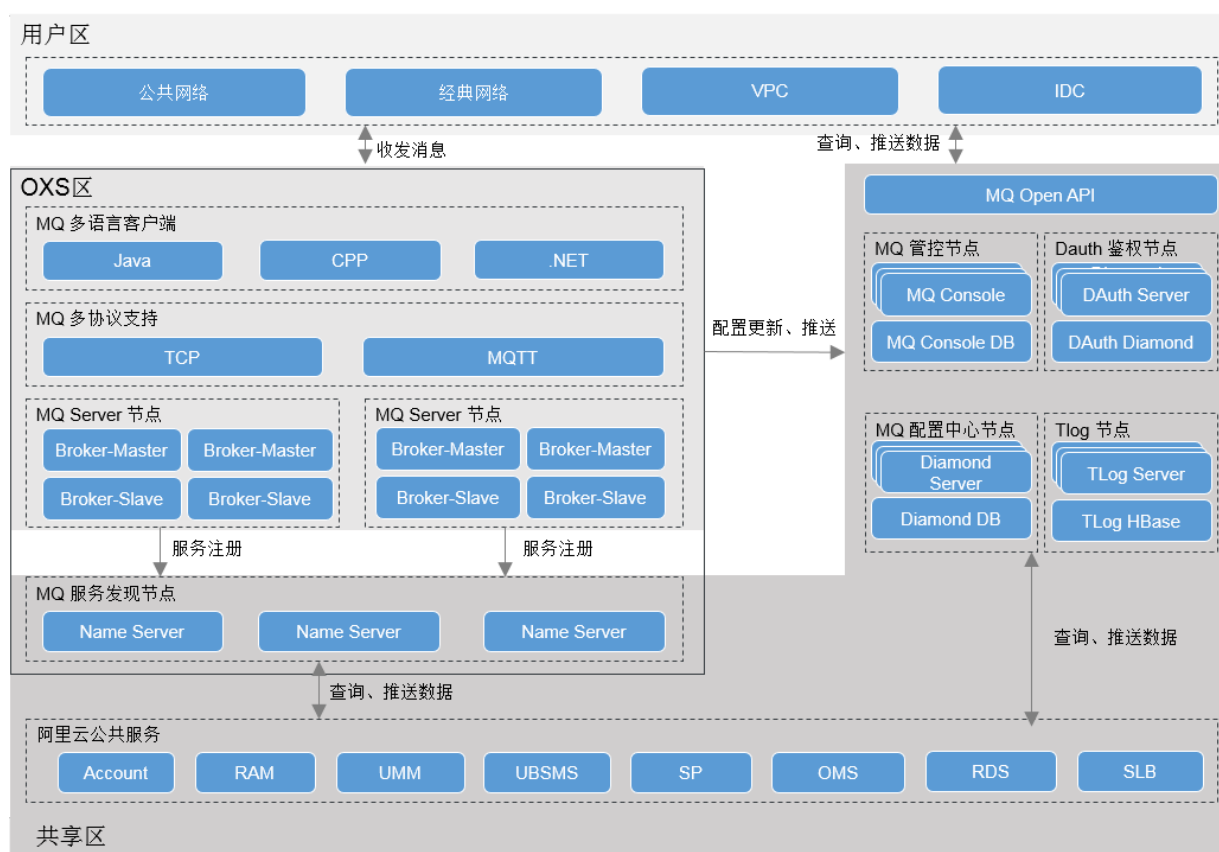 用户区
公共网络
经典网络
VPC
IDC
收发消息
查询、推送数据
OXS区
MQ 多语言客户端
Java
CPP
.NET
MQ 多协议支持
TCP
MQTT
MQ Server 节点
Broker-Master
Broker-Master
Broker-Slave
Broker-Slave
MQ Server 节点
Broker-Master
Broker-Master
Broker-Slave
Broker-Slave
服务注册
服务注册
MQ 服务发现节点
Name Server
Name Server
Name Server
配置更新、推送
MQ Open API
MQ 管控节点
MQ Console
MQ Console DB
Dauth 鉴权节点
DAuth Server
DAuth Diamond
MQ 配置中心节点
Diamond
Server
Diamond DB
Tlog 节点
TLog Server
TLog HBase
查询、推送数据
查询、推送数据
阿里云公共服务
Account
RAM
UMM
UBSMS
SP
OMS
RDS
SLB
共享区